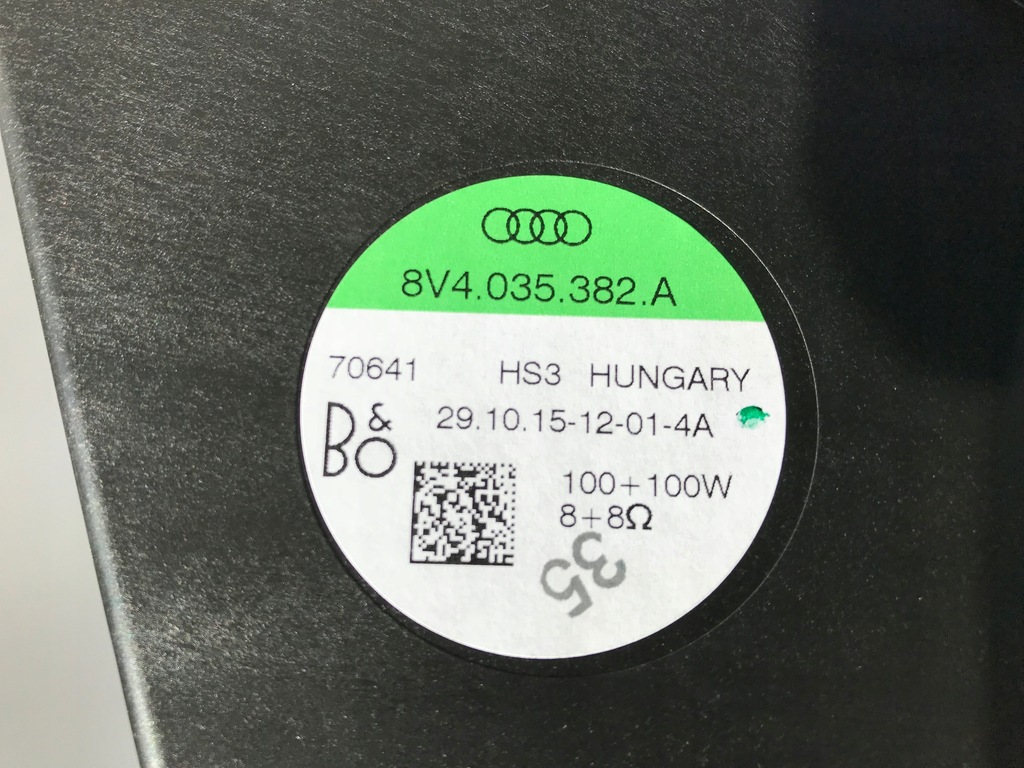 8V4.035.382.A
70641 HS3 HUNGARY
B&O 29.10.15-12-01-4A
100+100W
8+8Ω
35